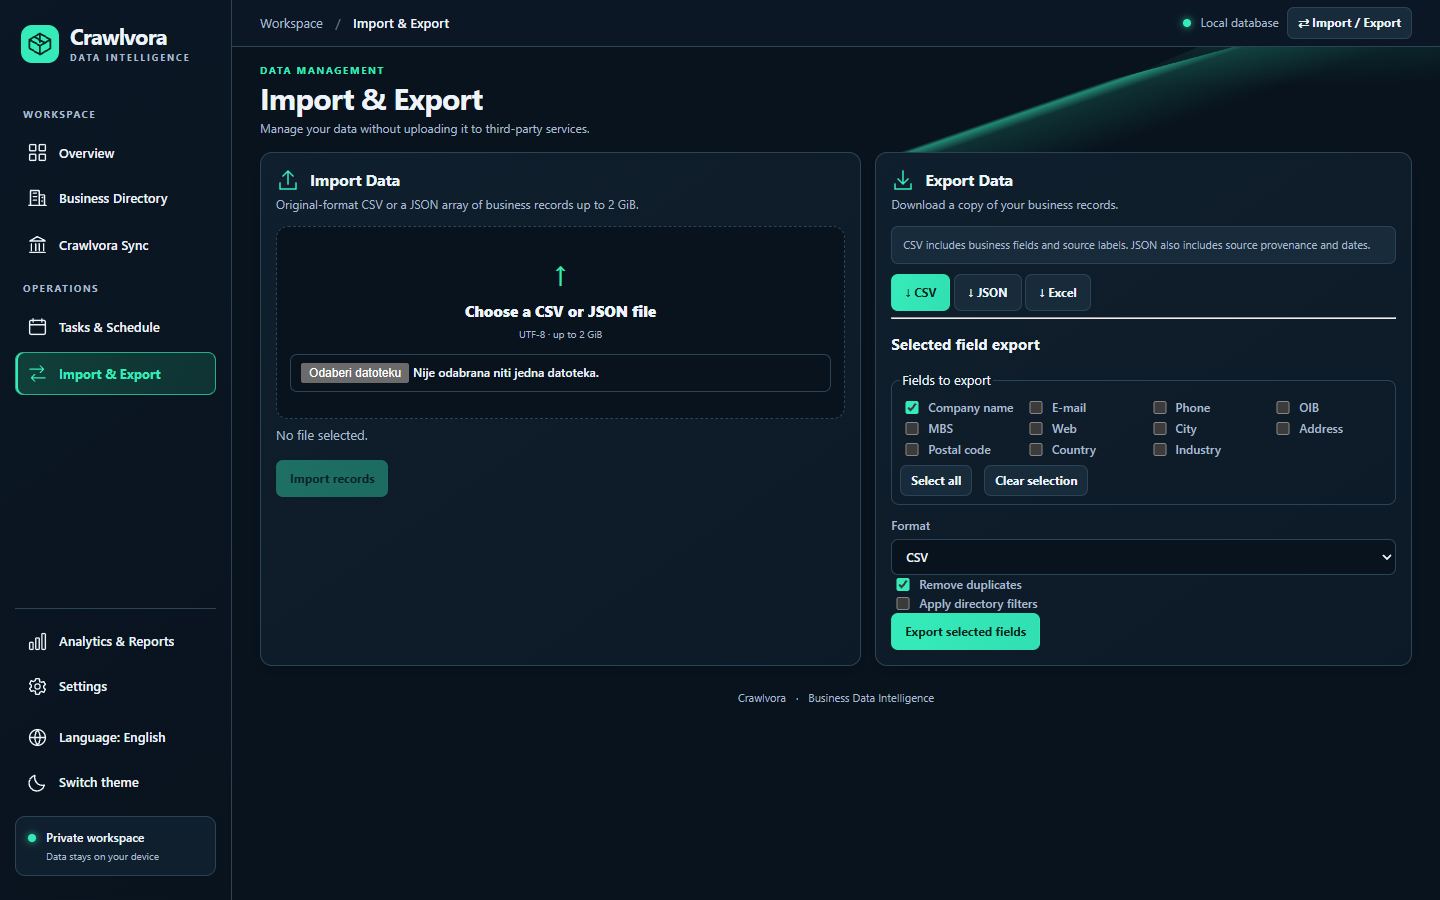 Crawlvora
DATA INTELLIGENCE
WORKSPACE
Overview
Business Directory
Crawlvora Sync
OPERATIONS
Tasks & Schedule
Import & Export
Analytics & Reports
Settings
Language: English
Switch theme
Private workspace
Data stays on your device
Workspace / Import & Export
Local database
⇄ Import / Export
DATA MANAGEMENT
Import & Export
Manage your data without uploading it to third-party services.
Import Data
Original-format CSV or a JSON array of business records up to 2 GiB.
↑
Choose a CSV or JSON file
UTF-8 · up to 2 GiB
Odaberi datoteku Nije odabrana niti jedna datoteka.
No file selected.
Import records
Export Data
Download a copy of your business records.
CSV includes business fields and source labels. JSON also includes source provenance and dates.
↓ CSV ↓ JSON ↓ Excel
Selected field export
Fields to export
Company name E-mail Phone OIB
MBS Web City Address
Postal code Country Industry
Select all Clear selection
Format
CSV
Remove duplicates
Apply directory filters
Export selected fields
Crawlvora · Business Data Intelligence